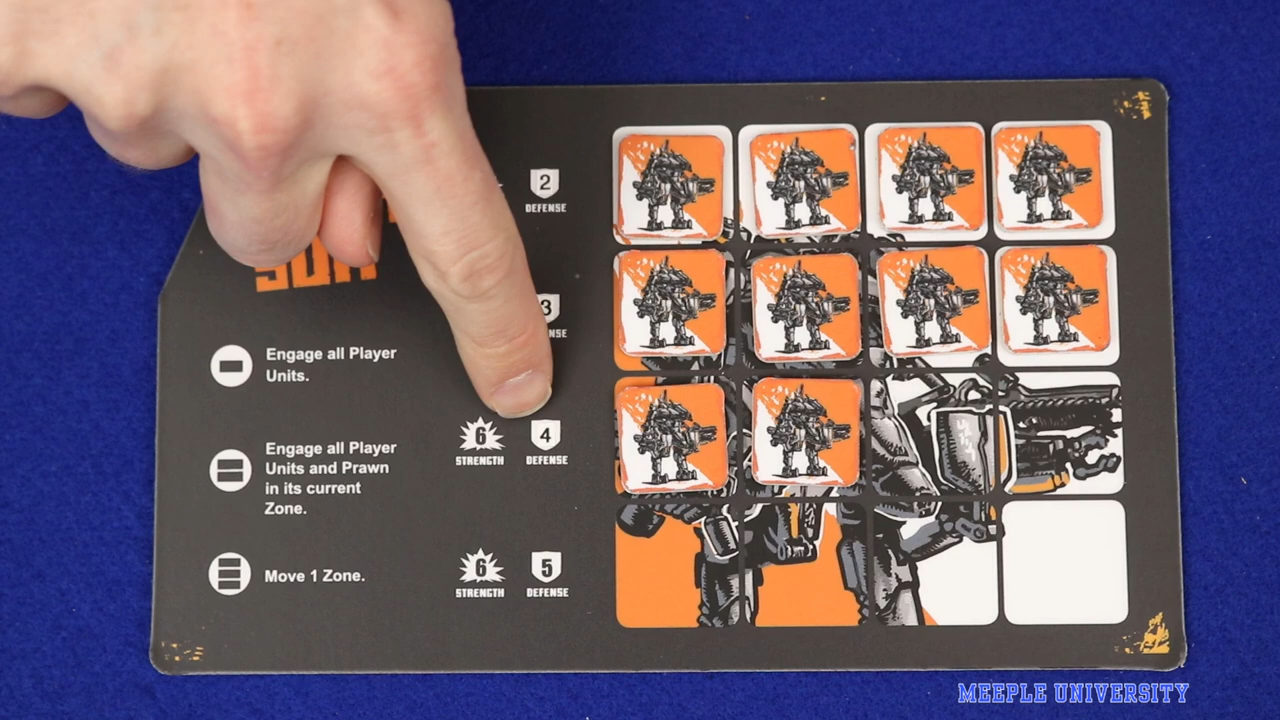 2
DEFENSE
3
Engage all Player
Units.
6 4
STRENGTH DEFENSE
Engage all Player
Units and Prawn
in its current
Zone.
6 5
Move 1 Zone.
STRENGTH DEFENSE
MEEPLE UNIVERSITY